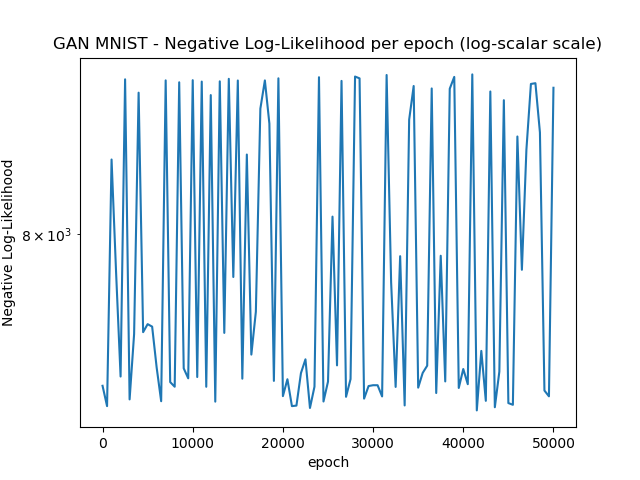 GAN MNIST - Negative Log-Likelihood per epoch (log-scalar scale)
Negative Log-Likelihood
8 × 10³
0 10000 20000 30000 40000 50000
epoch